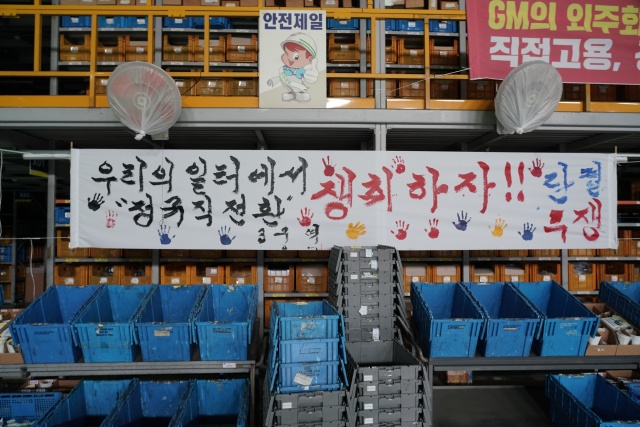 안전제일
GM의 외주화
직접고용,
우리의 일터에서
"정규직전환"
쟁취하자!!
단결
투쟁